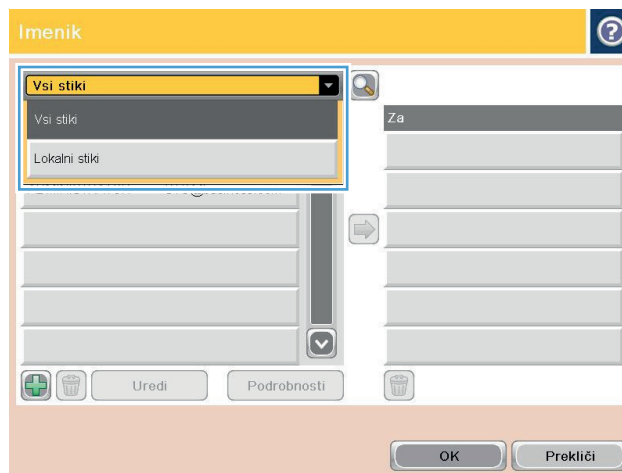 Imenik
Vsi stiki
Vsi stiki
Lokalni stiki
Za
Uredi
Podrobnosti
OK
Prekliči